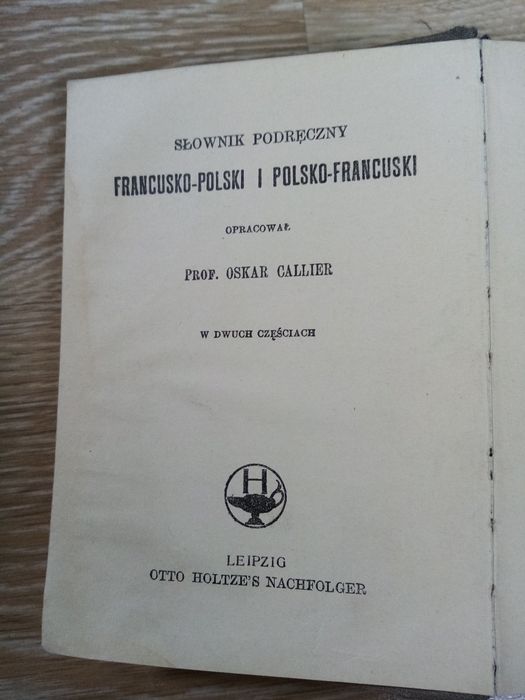 SŁOWNIK PODRĘCZNY
FRANCUSKO-POLSKI I POLSKO-FRANCUSKI
OPRACOWAŁ
PROF. OSKAR CALLIER
W DWUCH CZĘŚCIACH
H
LEIPZIG
OTTO HOLTZE'S NACHFOLGER